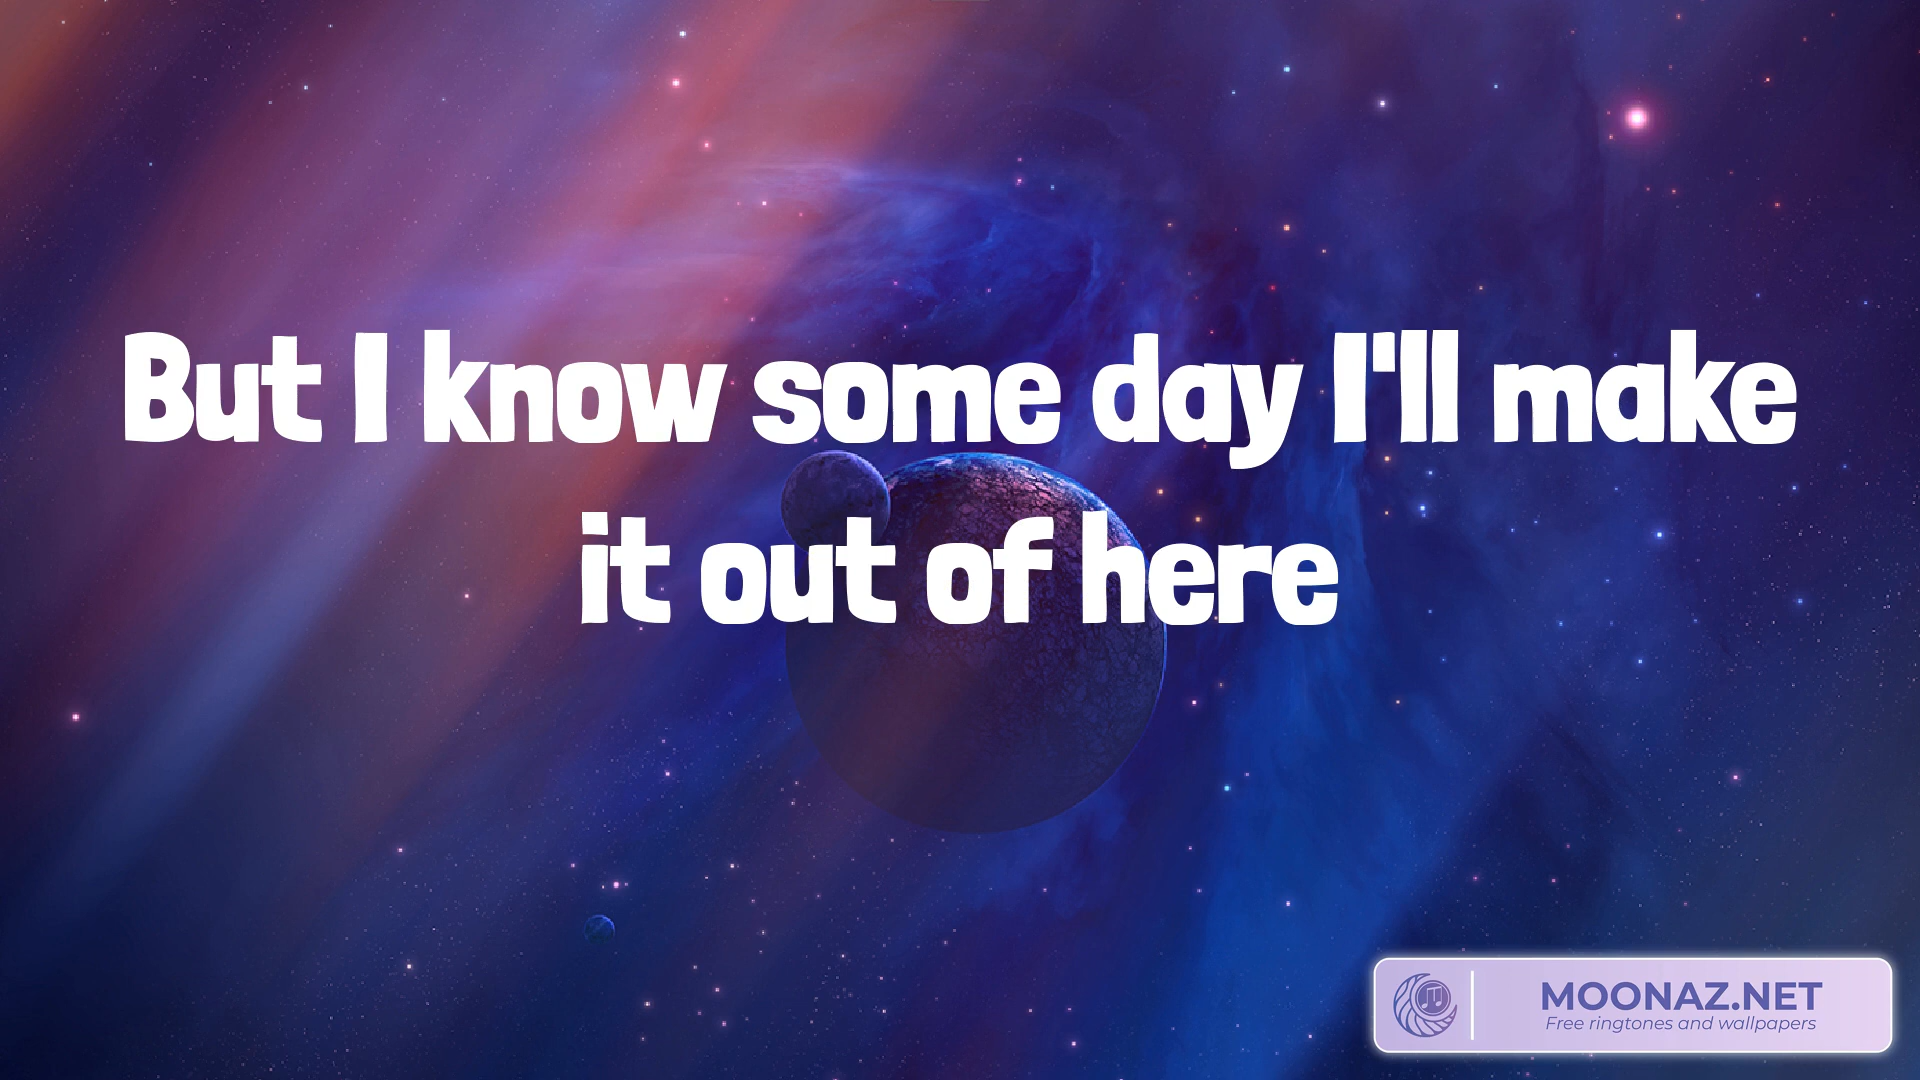 But I know some day I'll make
it out of here
MOONAZ.NET
Free ringtones and wallpapers